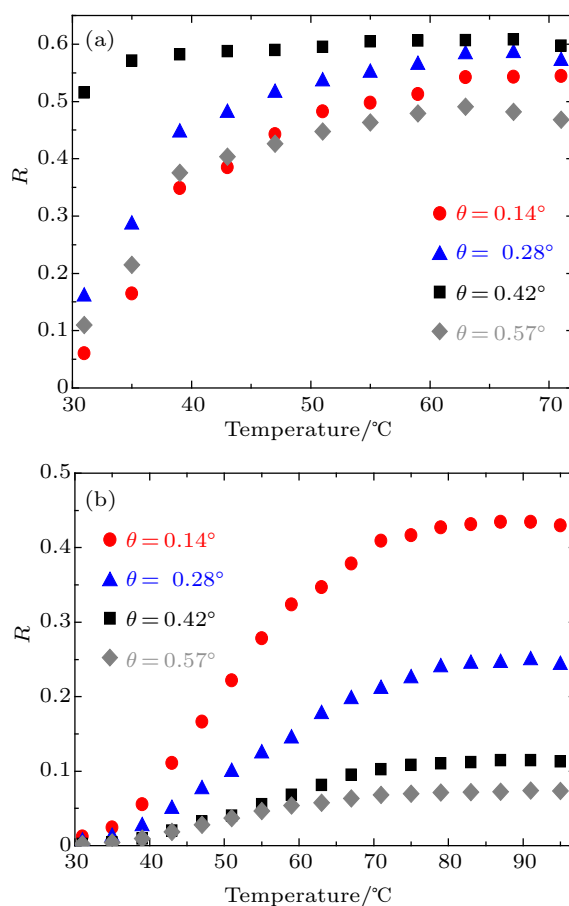 (a)
0.6
0.5
0.4
0.3
0.2
0.1
0
R
θ = 0.14°
θ = 0.28°
θ = 0.42°
θ = 0.57°
30 40 50 60 70
Temperature/℃
(b)
0.5
0.4
0.3
0.2
0.1
0
R
θ = 0.14°
θ = 0.28°
θ = 0.42°
θ = 0.57°
30 40 50 60 70 80 90
Temperature/℃